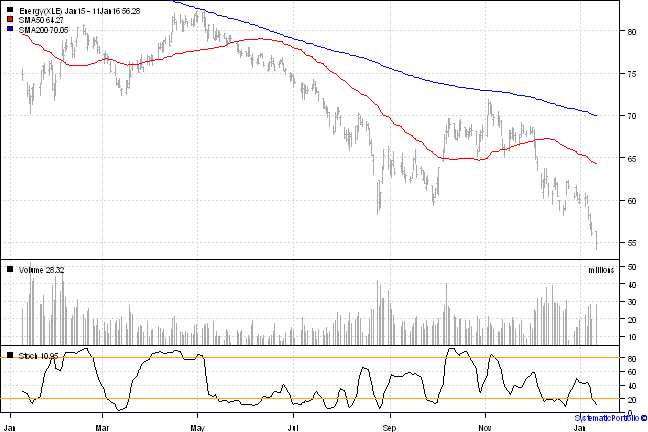 Energy(XLE) Jan15 - 11Jan16 56.28
SMA50 64.27
SMA200 70.05
80
75
70
65
60
55
Volume 28.32
millions
50
40
30
20
10
Stoch 10.95
80
60
40
20
0
Jan Mar May Jul Sep Nov Jan
SystematicPortfolio ©